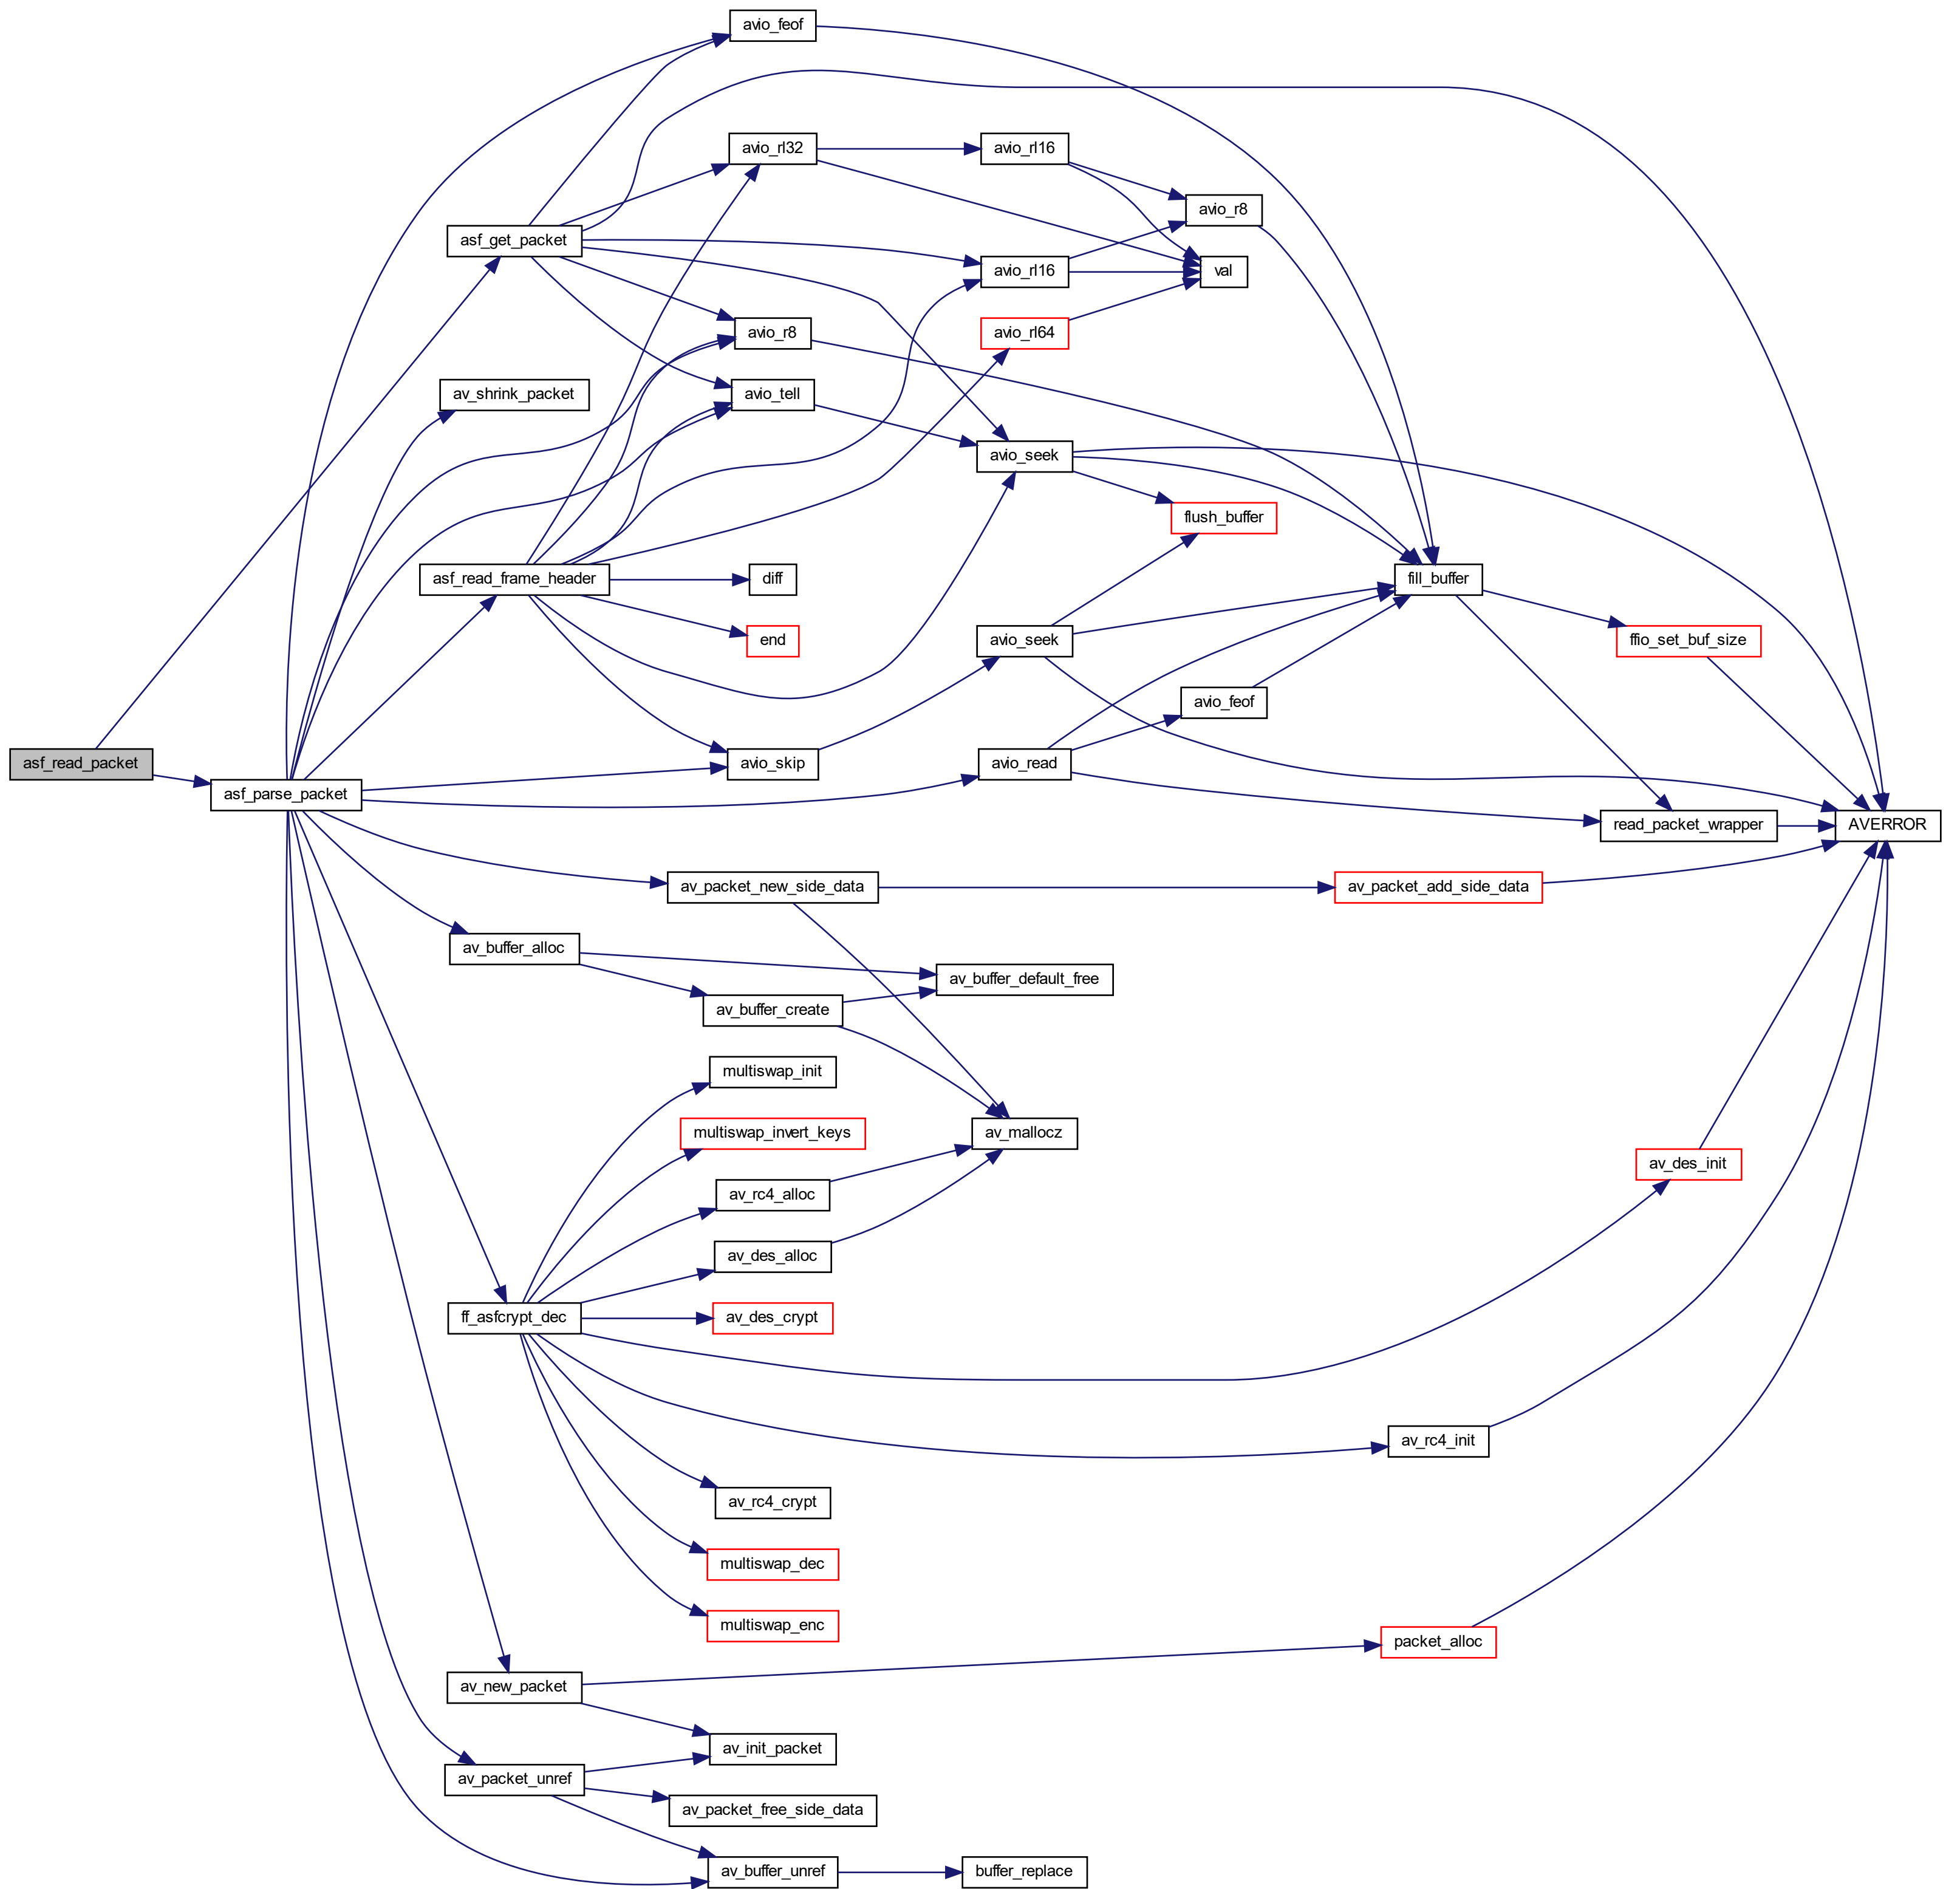 avio_feof
avio_rl32
avio_rl16
avio_r8
asf_get_packet
avio_rl16
val
avio_r8
avio_rl64
av_shrink_packet
avio_tell
avio_seek
flush_buffer
asf_read_frame_header
diff
fill_buffer
end
avio_seek
ffio_set_buf_size
avio_feof
asf_read_packet
avio_skip
avio_read
asf_parse_packet
read_packet_wrapper
AVERROR
av_packet_new_side_data
av_packet_add_side_data
av_buffer_alloc
av_buffer_default_free
av_buffer_create
multiswap_init
multiswap_invert_keys
av_mallocz
av_des_init
av_rc4_alloc
av_des_alloc
ff_asfcrypt_dec
av_des_crypt
av_rc4_init
av_rc4_crypt
multiswap_dec
multiswap_enc
packet_alloc
av_new_packet
av_init_packet
av_packet_unref
av_packet_free_side_data
av_buffer_unref
buffer_replace